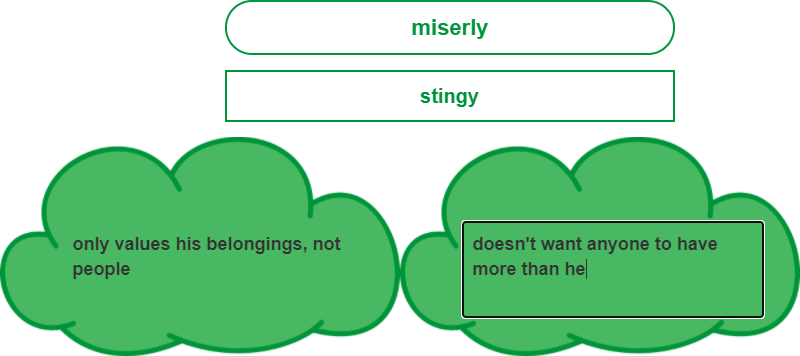 miserly
stingy
only values his belongings, not
people
doesn't want anyone to have
more than he